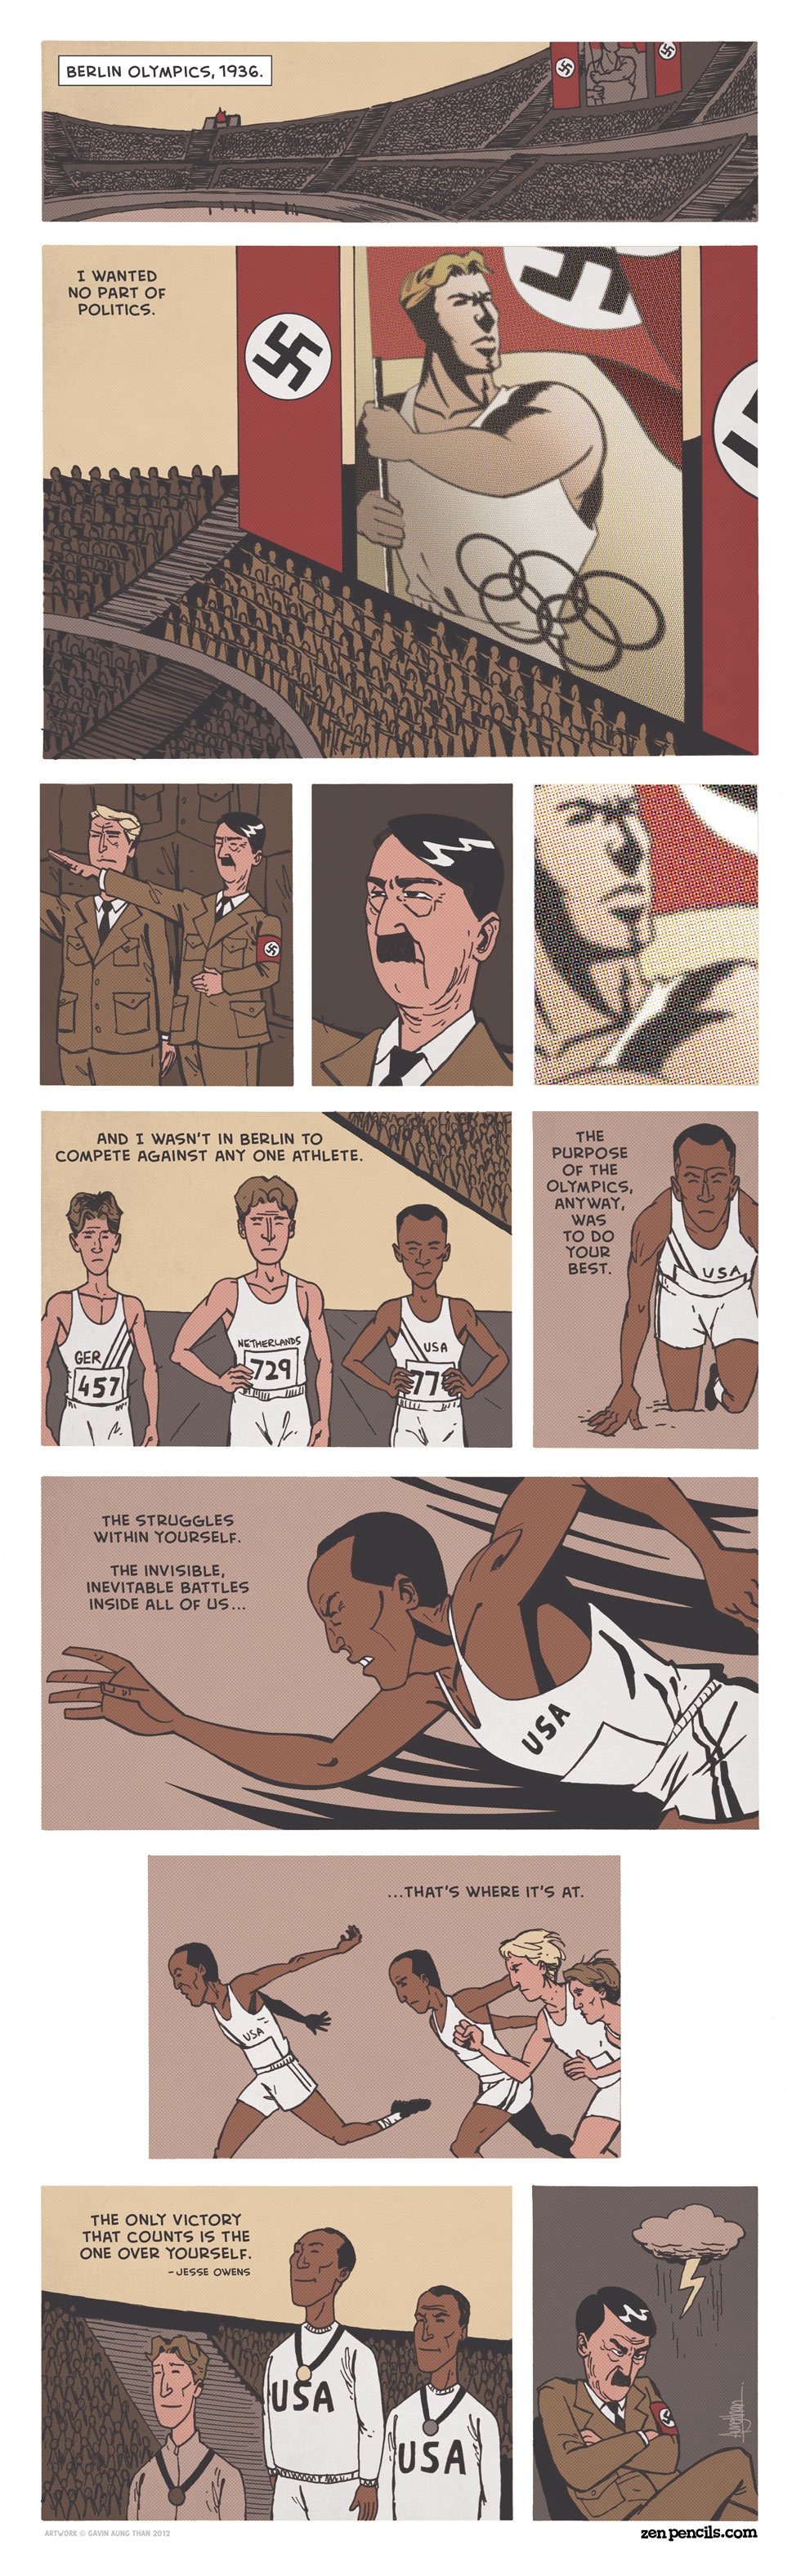 BERLIN OLYMPICS, 1936.
I WANTED
NO PART OF
POLITICS.
AND I WASN'T IN BERLIN TO
COMPETE AGAINST ANY ONE ATHLETE.
GER
457
NETHERLANDS
729
USA
77
THE
PURPOSE
OF THE
OLYMPICS,
ANYWAY,
WAS
TO DO
YOUR
BEST.
USA
THE STRUGGLES
WITHIN YOURSELF.
THE INVISIBLE,
INEVITABLE BATTLES
INSIDE ALL OF US...
USA
...THAT'S WHERE IT'S AT.
USA
THE ONLY VICTORY
THAT COUNTS IS THE
ONE OVER YOURSELF.
- JESSE OWENS
USA
USA
ARTWORK © GAVIN AUNG THAN 2012
zenpencils.com